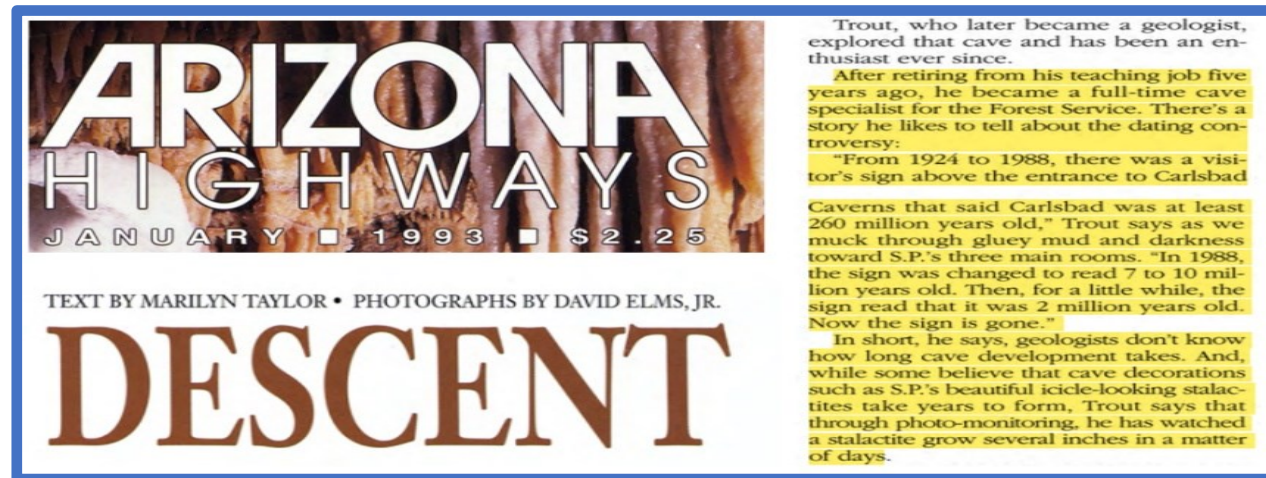 ARIZONA
HIGHWAYS
JANUARY ■ 1993 ■ $2.25
TEXT BY MARILYN TAYLOR • PHOTOGRAPHS BY DAVID ELMS, JR.
DESCENT
Trout, who later became a geologist,
explored that cave and has been an en-
thusiast ever since.
After retiring from his teaching job five
years ago, he became a full-time cave
specialist for the Forest Service. There's a
story he likes to tell about the dating con-
troversy:
“From 1924 to 1988, there was a visi-
tor's sign above the entrance to Carlsbad
Caverns that said Carlsbad was at least
260 million years old,” Trout says as we
muck through gluey mud and darkness
toward S.P.'s three main rooms. “In 1988,
the sign was changed to read 7 to 10 mil-
lion years old. Then, for a little while, the
sign read that it was 2 million years old.
Now the sign is gone.”
In short, he says, geologists don't know
how long cave development takes. And,
while some believe that cave decorations
such as S.P.'s beautiful icicle-looking stalac-
tites take years to form, Trout says that
through photo-monitoring, he has watched
a stalactite grow several inches in a matter
of days.